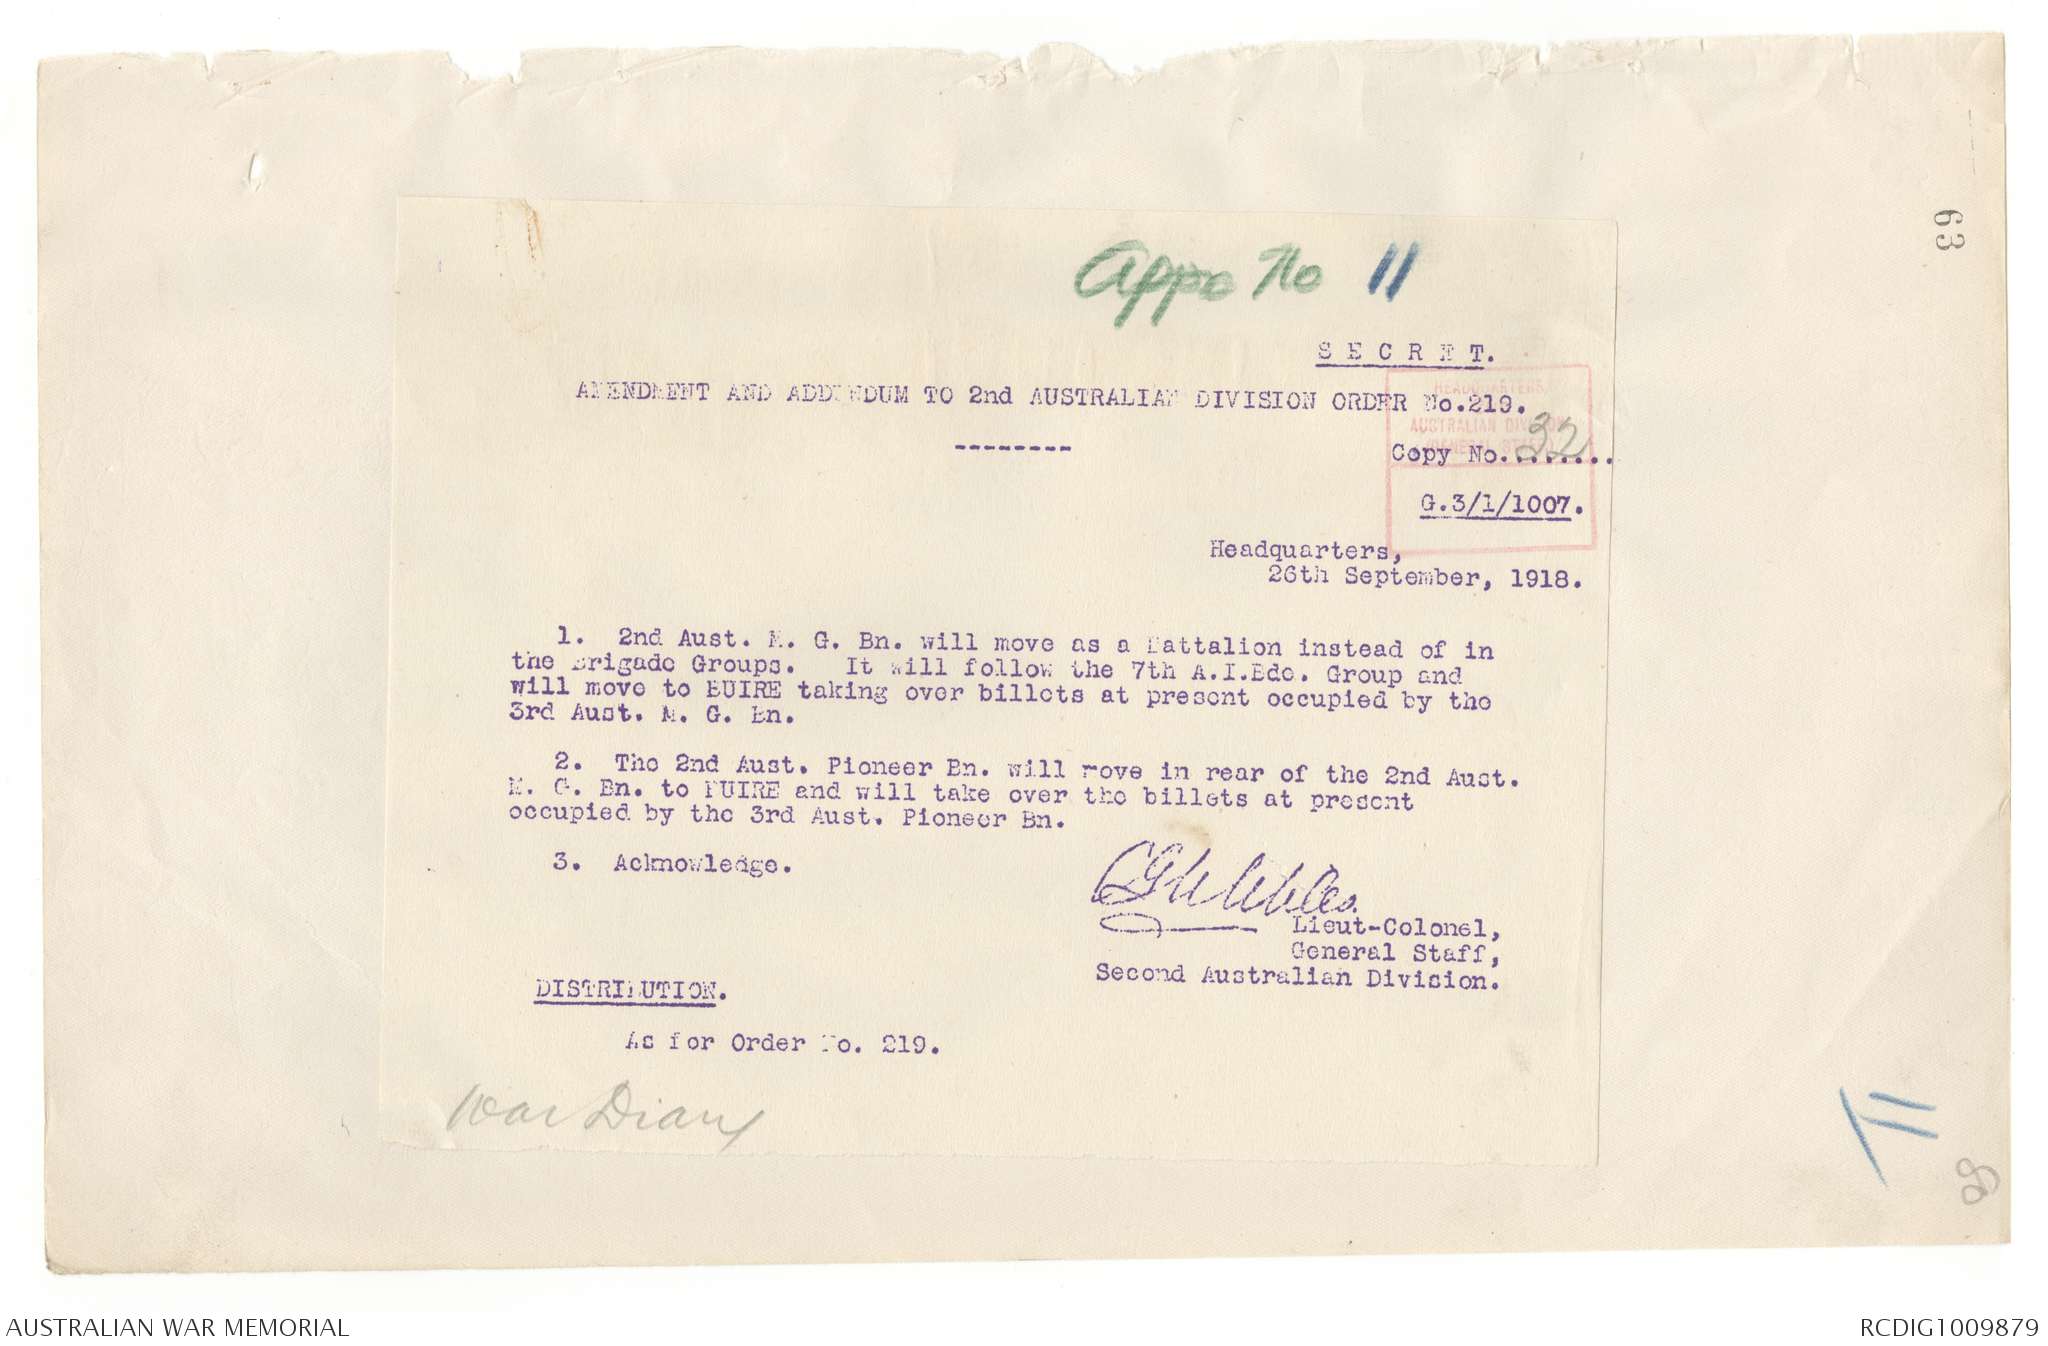 63
Appx No 11
SECRET.
HEADQUARTERS
AUSTRALIAN DIVISION
(GENERAL STAFF)
AMENDMENT AND ADDENDUM TO 2nd AUSTRALIAN DIVISION ORDER No.219.
--------
Copy No.32.......
G.3/1/1007.
Headquarters,
26th September, 1918.
1. 2nd Aust. M. G. Bn. will move as a Battalion instead of in
the Brigade Groups. It will follow the 7th A.I.Bde. Group and
will move to BUIRE taking over billets at present occupied by the
3rd Aust. M. G. Bn.
2. The 2nd Aust. Pioneer Bn. will move in rear of the 2nd Aust.
M. G. Bn. to BUIRE and will take over the billets at present
occupied by the 3rd Aust. Pioneer Bn.
3. Acknowledge.
Lieut-Colonel,
General Staff,
Second Australian Division.
DISTRIBUTION.
As for Order No. 219.
War Diary
8
AUSTRALIAN WAR MEMORIAL
RCDIG1009879